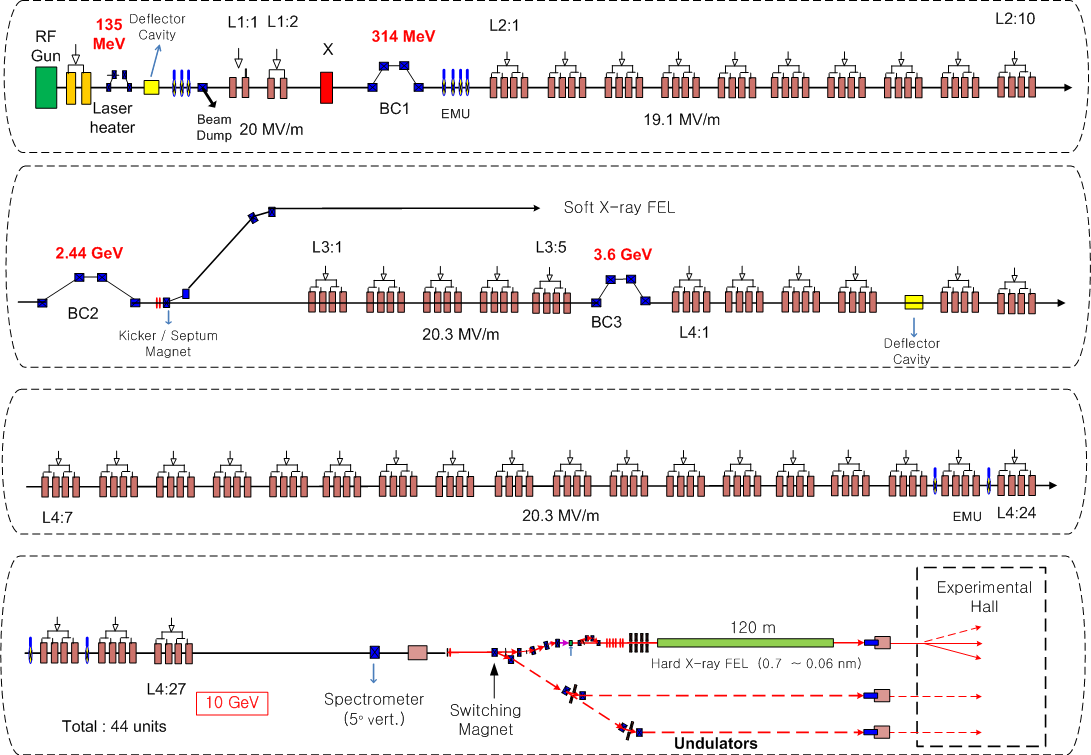 RF
Gun
135
MeV
Deflector
Cavity
L1:1
L1:2
X
314 MeV
L2:1
L2:10
Laser
heater
Beam
Dump
20 MV/m
BC1
EMU
19.1 MV/m
Soft X-ray FEL
2.44 GeV
L3:1
L3:5
3.6 GeV
BC2
Kicker / Septum
Magnet
20.3 MV/m
BC3
L4:1
Deflector
Cavity
L4:7
20.3 MV/m
EMU
L4:24
Experimental
Hall
120 m
Hard X-ray FEL (0.7 ~ 0.06 nm)
L4:27
10 GeV
Spectrometer
(5º vert.)
Switching
Magnet
Total : 44 units
Undulators